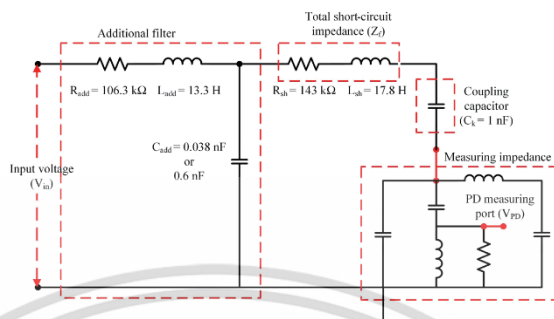 Total short-circuit
impedance (Zₜ)
Additional filter
Radd = 106.3 kΩ Ladd = 13.3 H
Rsh = 143 kΩ Lsh = 17.8 H
Coupling
capacitor
(Ck = 1 nF)
Cadd = 0.038 nF
or
0.6 nF
Input voltage
(Vin)
Measuring impedance
PD measuring
port (VPD)